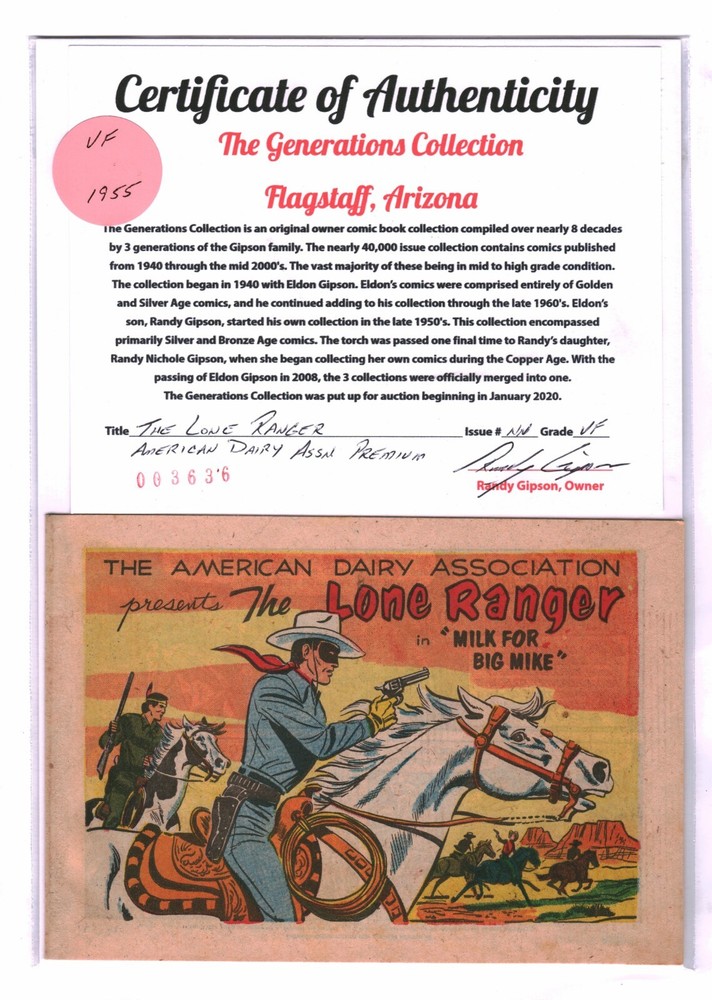 Certificate of Authenticity
The Generations Collection
Flagstaff, Arizona
VF
1955
The Generations Collection is an original owner comic book collection compiled over nearly 8 decades
by 3 generations of the Gipson family. The nearly 40,000 issue collection contains comics published
from 1940 through the mid 2000's. The vast majority of these being in mid to high grade condition.
The collection began in 1940 with Eldon Gipson. Eldon's comics were comprised entirely of Golden
and Silver Age comics, and he continued adding to his collection through the late 1960's. Eldon's
son, Randy Gipson, started his own collection in the late 1950's. This collection encompassed
primarily Silver and Bronze Age comics. The torch was passed one final time to Randy's daughter,
Randy Nichole Gipson, when she began collecting her own comics during the Copper Age. With the
passing of Eldon Gipson in 2008, the 3 collections were officially merged into one.
The Generations Collection was put up for auction beginning in January 2020.
Title THE LONE RANGER Issue # NN Grade VF
AMERICAN DAIRY ASSN PREMIUM
Randy Gipson
003636
Randy Gipson, Owner
THE AMERICAN DAIRY ASSOCIATION
presents The Lone Ranger
in "MILK FOR
BIG MIKE"